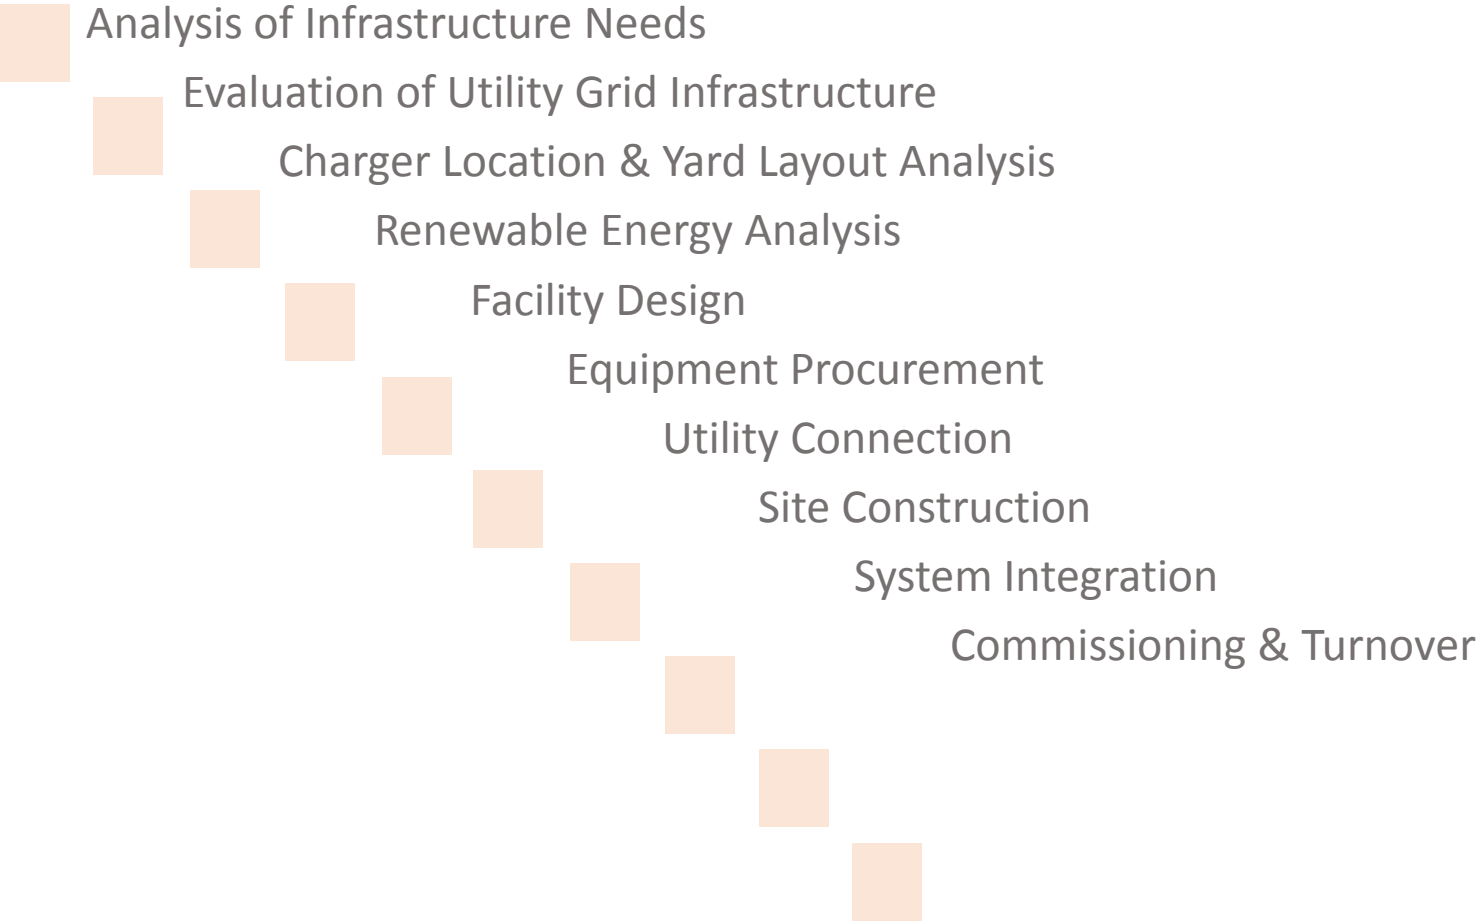 Analysis of Infrastructure Needs
Evaluation of Utility Grid Infrastructure
Charger Location & Yard Layout Analysis
Renewable Energy Analysis
Facility Design
Equipment Procurement
Utility Connection
Site Construction
System Integration
Commissioning & Turnover